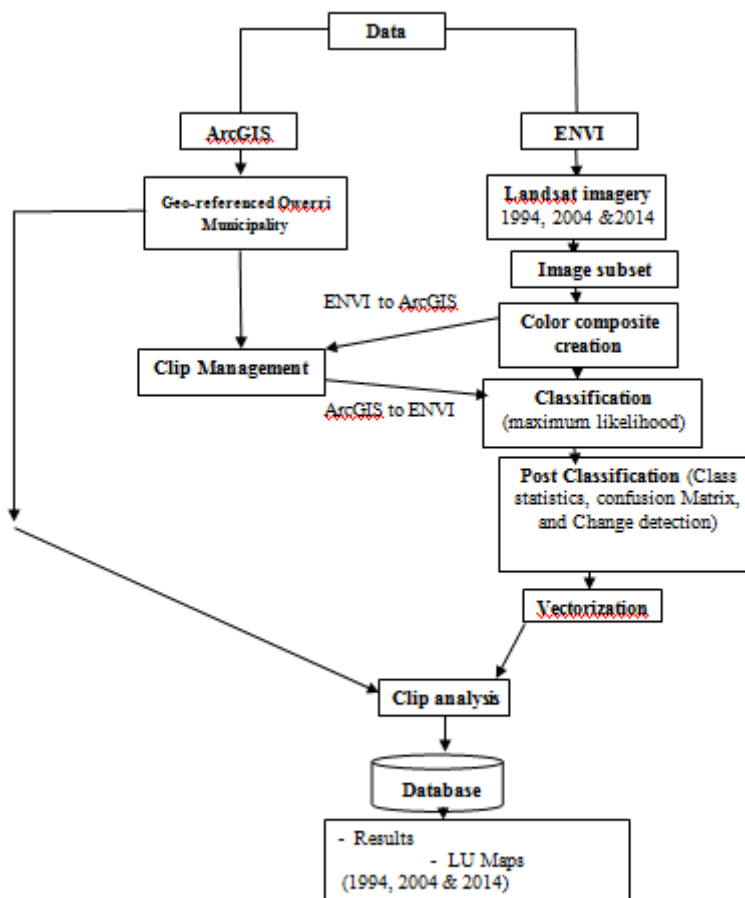 Data
ArcGIS
ENVI
Geo-referenced Owerri
Municipality
Landsat imagery
1994, 2004 &2014
Image subset
ENVI to ArcGIS
Color composite
creation
Clip Management
ArcGIS to ENVI
Classification
(maximum likelihood)
Post Classification (Class
statistics, confusion Matrix,
and Change detection)
Vectorization
Clip analysis
Database
- Results
- LU Maps
(1994, 2004 & 2014)